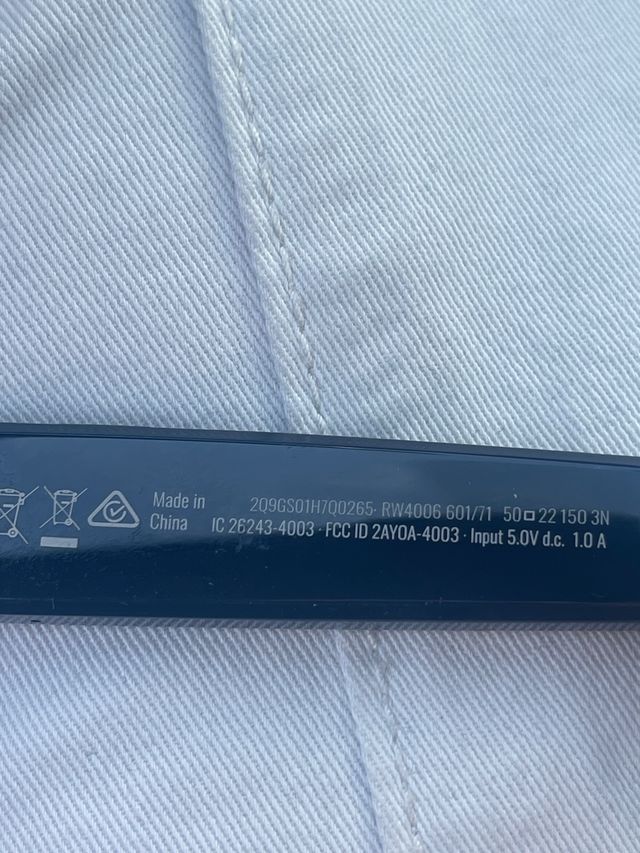 Made in
China
2Q9GS01H7Q0265· RW4006 601/71 50□22 150 3N
IC 26243-4003 · FCC ID 2AYOA-4003 · Input 5.0V d.c. 1.0 A